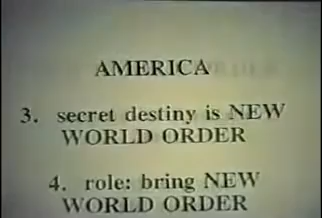 AMERICA
3. secret destiny is NEW
WORLD ORDER
4. role: bring NEW
WORLD ORDER